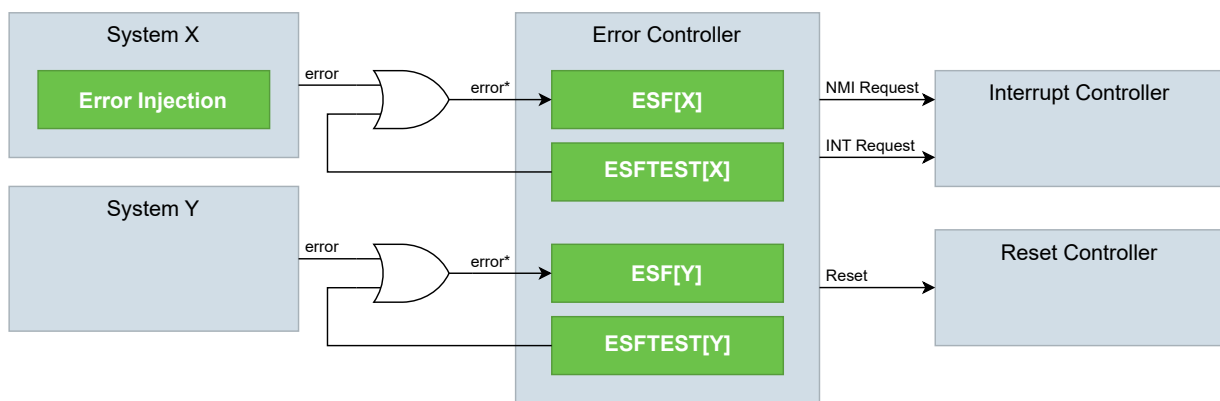 System X
Error Injection
error
error*
Error Controller
ESF[X]
ESFTEST[X]
NMI Request
INT Request
Interrupt Controller
System Y
error
error*
ESF[Y]
ESFTEST[Y]
Reset
Reset Controller